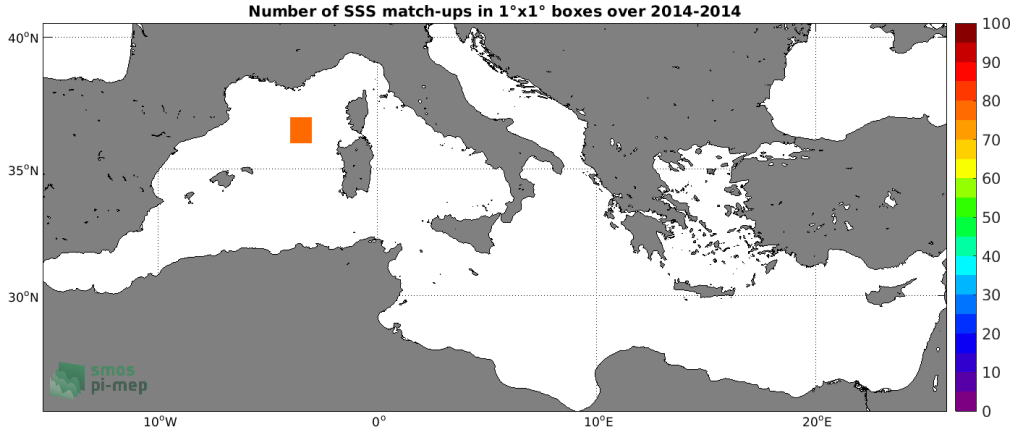 Number of SSS match-ups in 1°x1° boxes over 2014-2014
40°N
35°N
30°N
10°W
0°
10°E
20°E
100
90
80
70
60
50
40
30
20
10
0
smos
pi-mep